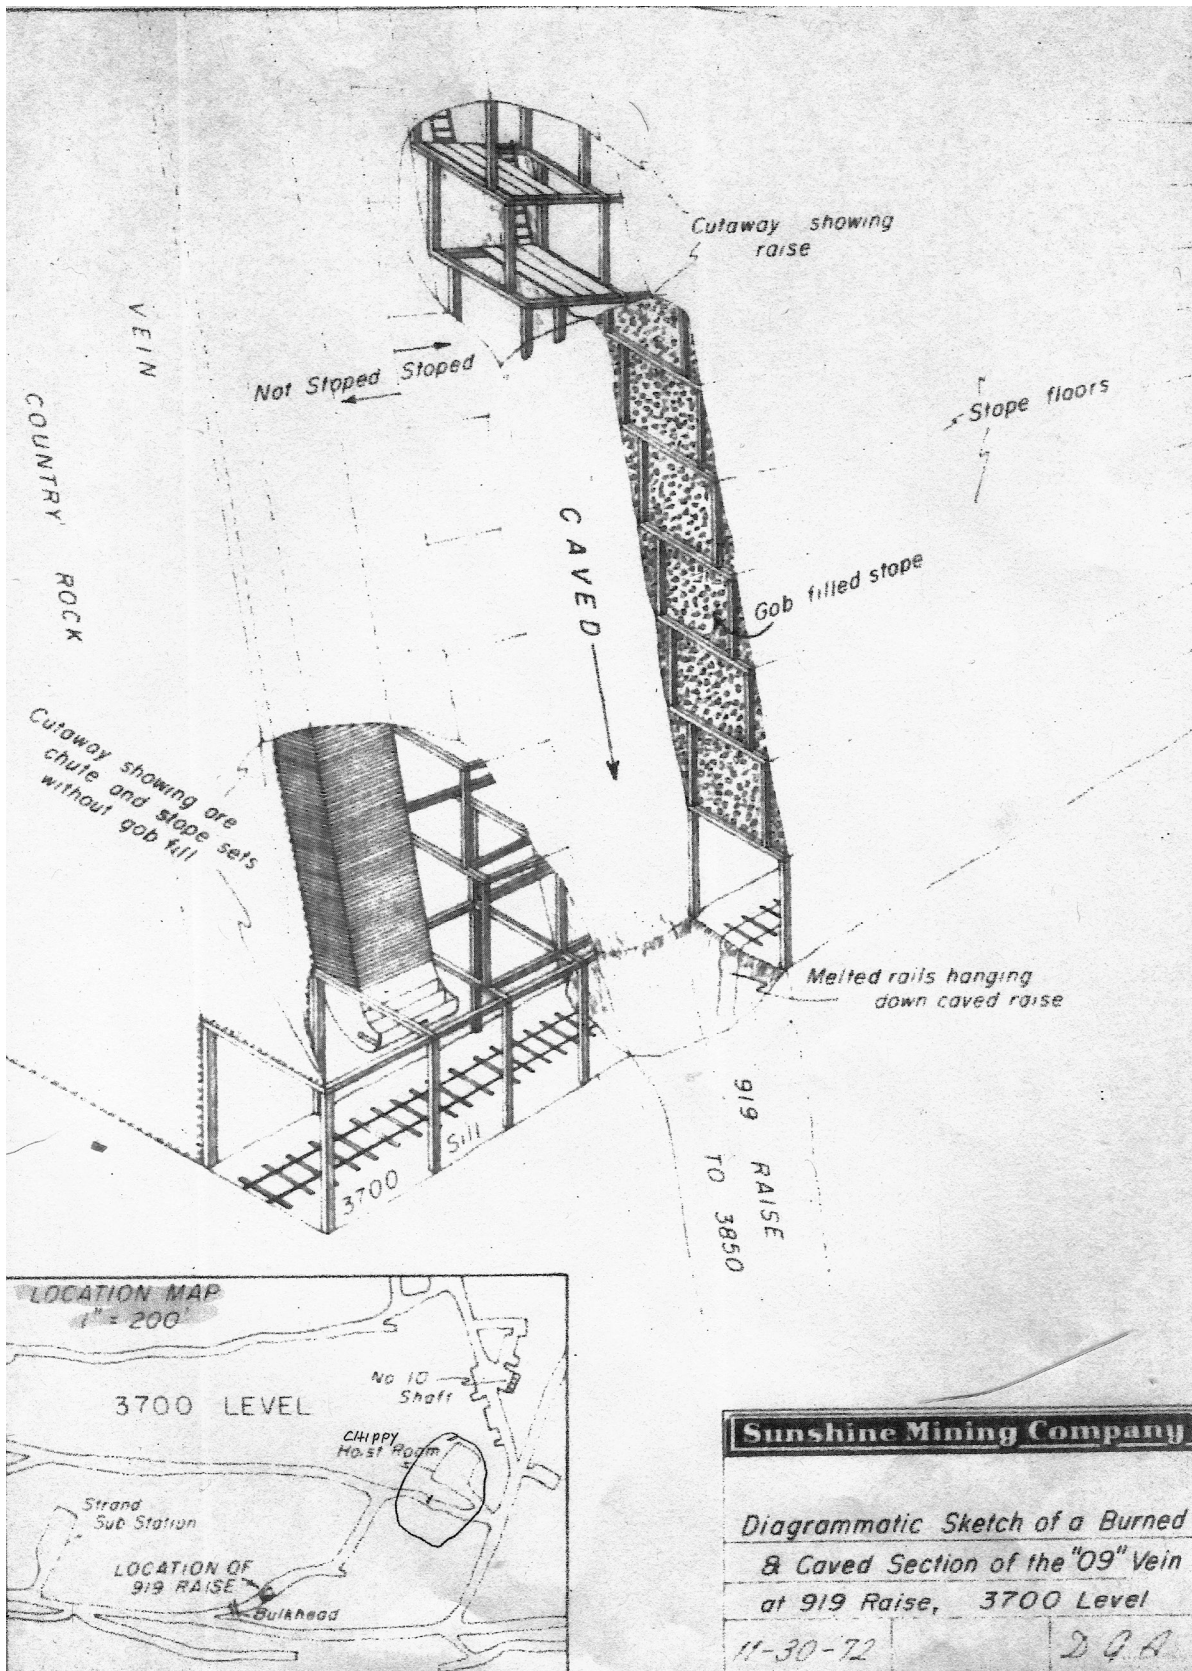 Cutaway showing
raise
VEIN
Not Stoped Stoped
COUNTRY ROCK
Stope floors
CAVED
Gob filled stope
Cutaway showing ore
chute and stope sets
without gob fill
Melted rails hanging
down caved raise
919 RAISE
TO 3850
3700 Sill
LOCATION MAP
1" = 200'
3700 LEVEL
No 10
Shaft
CHIPPY
Hoist Room
Strand
Sub Station
LOCATION OF
919 RAISE
Bulkhead
Sunshine Mining Company
Diagrammatic Sketch of a Burned
& Caved Section of the "09" Vein
at 919 Raise, 3700 Level
11-30-72